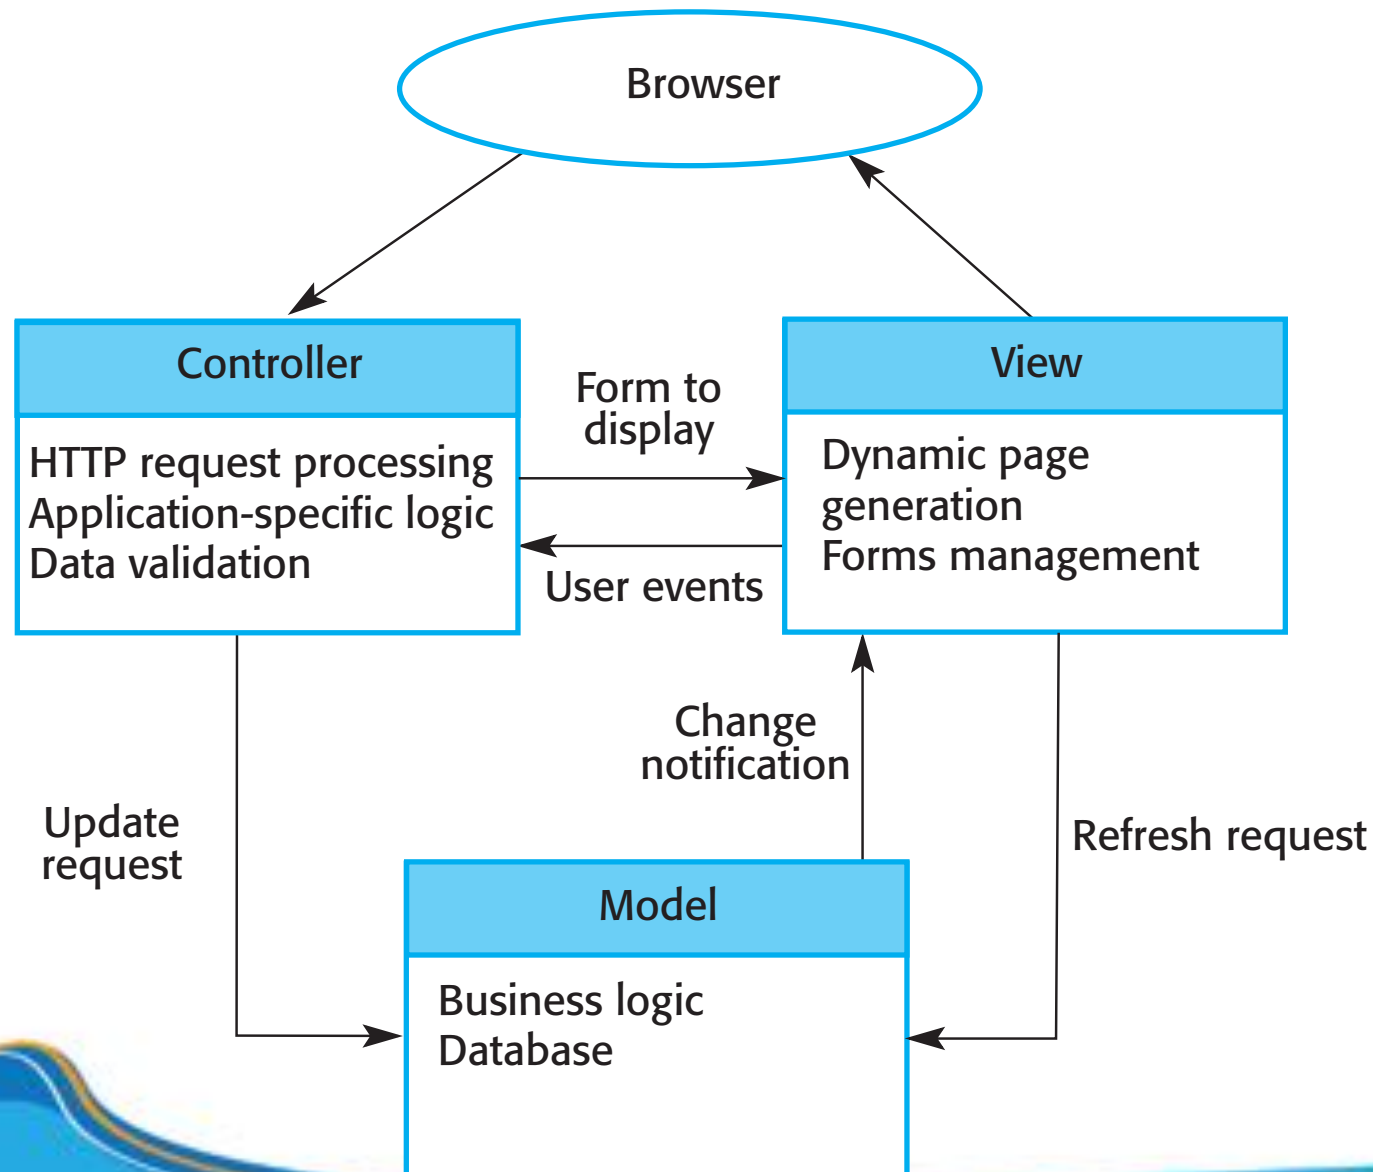 Browser
Controller
HTTP request processing
Application-specific logic
Data validation
Form to
display
User events
View
Dynamic page
generation
Forms management
Update
request
Change
notification
Refresh request
Model
Business logic
Database